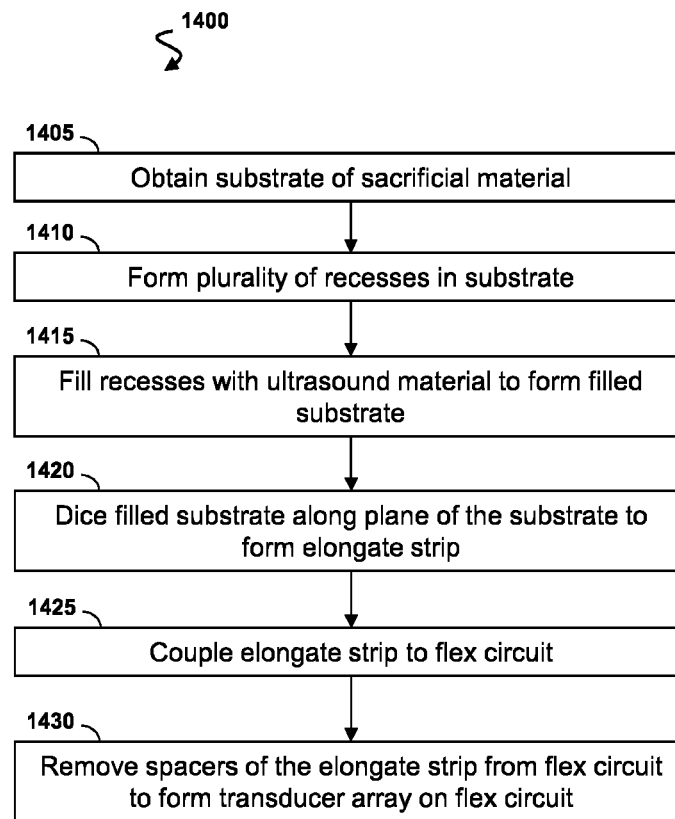 1400
1405
Obtain substrate of sacrificial material
1410
Form plurality of recesses in substrate
1415
Fill recesses with ultrasound material to form filled
substrate
1420
Dice filled substrate along plane of the substrate to
form elongate strip
1425
Couple elongate strip to flex circuit
1430
Remove spacers of the elongate strip from flex circuit
to form transducer array on flex circuit